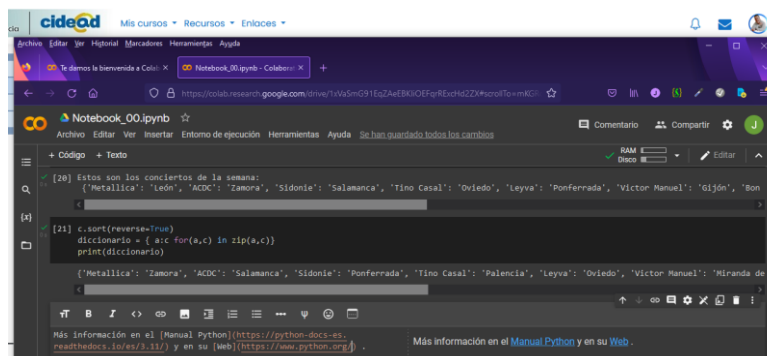 cidead Mis cursos Recursos Enlaces
Archivo Editar Ver Historial Marcadores Herramientas Ayuda
Te damos la bienvenida a Colab Notebook_00.ipynb - Colaborat
https://colab.research.google.com/drive/
Notebook_00.ipynb
Comentario Compartir J
Archivo Editar Ver Insertar Entorno de ejecución Herramientas Ayuda Se han guardado todos los cambios
+ Código + Texto RAM Disco Editar
[20] Estos son los conciertos de la semana:
{'Metallica': 'León', 'ACDC': 'Zamora', 'Sidonie': 'Salamanca', 'Tino Casal': 'Oviedo', 'Leyva': 'Ponferrada', 'Victor Manuel': 'Gijón', 'Bon
{x}
[21] c.sort(reverse=True)
diccionario = { a:c for(a,c) in zip(a,c)}
print(diccionario)
{'Metallica': 'Zamora', 'ACDC': 'Salamanca', 'Sidonie': 'Ponferrada', 'Tino Casal': 'Palencia', 'Leyva': 'Oviedo', 'Victor Manuel': 'Miranda de
Más información en el [Manual Python](https://python-docs-es.
readthedocs.io/es/3.11/) y en su [Web](https://www.python.org/) .
Más información en el Manual Python y en su Web .